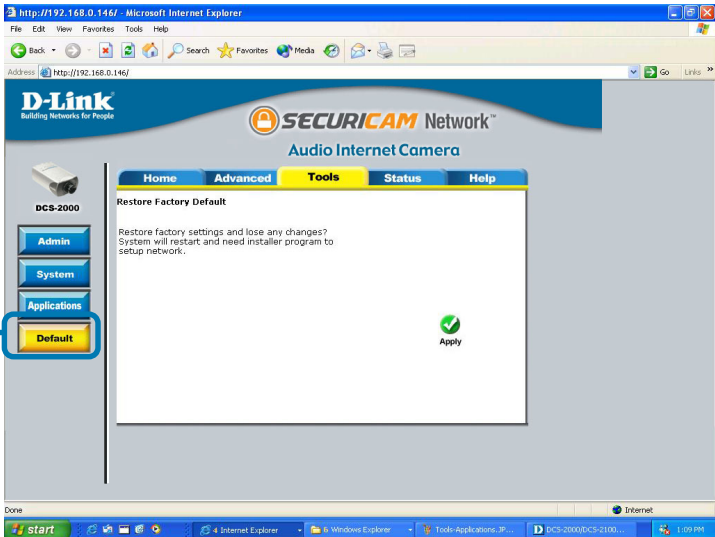 http://192.168.0.146/ - Microsoft Internet Explorer
File Edit View Favorites Tools Help
Back Search Favorites Media
Address http://192.168.0.146/ Go Links »
D-Link
Building Networks for People
SECURICAM Network™
Audio Internet Camera
Home Advanced Tools Status Help
DCS-2000
Restore Factory Default
Restore factory settings and lose any changes?
System will restart and need installer program to
setup network.
Admin
System
Applications
Default
Apply
Done Internet
start 4 Internet Explorer 6 Windows Explorer Tools-Applications.JP... DCS-2000/DCS-2100... 1:09 PM